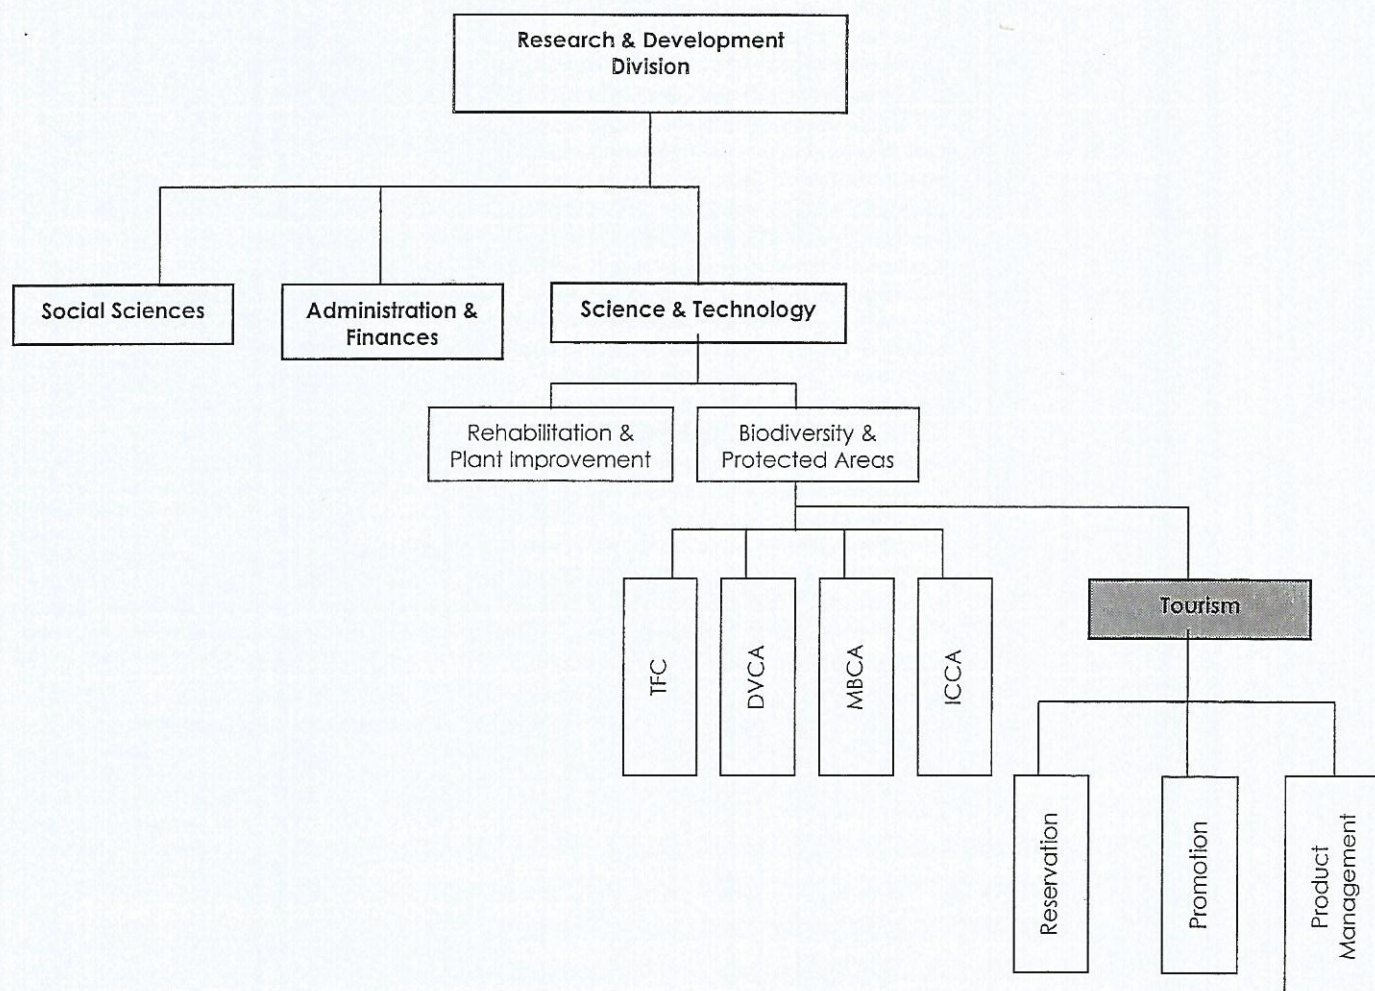 Research & Development
Division
Social Sciences
Administration &
Finances
Science & Technology
Rehabilitation &
Plant Improvement
Biodiversity &
Protected Areas
TFC
DVCA
MBCA
ICCA
Tourism
Reservation
Promotion
Product
Management